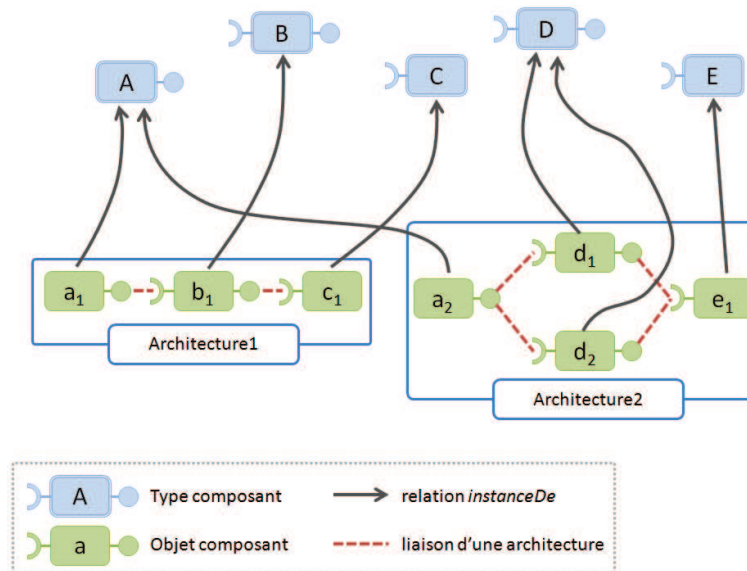 B
D
A
C
E
a1
b1
c1
Architecture1
a2
d1
d2
e1
Architecture2
A
Type composant
relation instanceDe
a
Objet composant
liaison d'une architecture